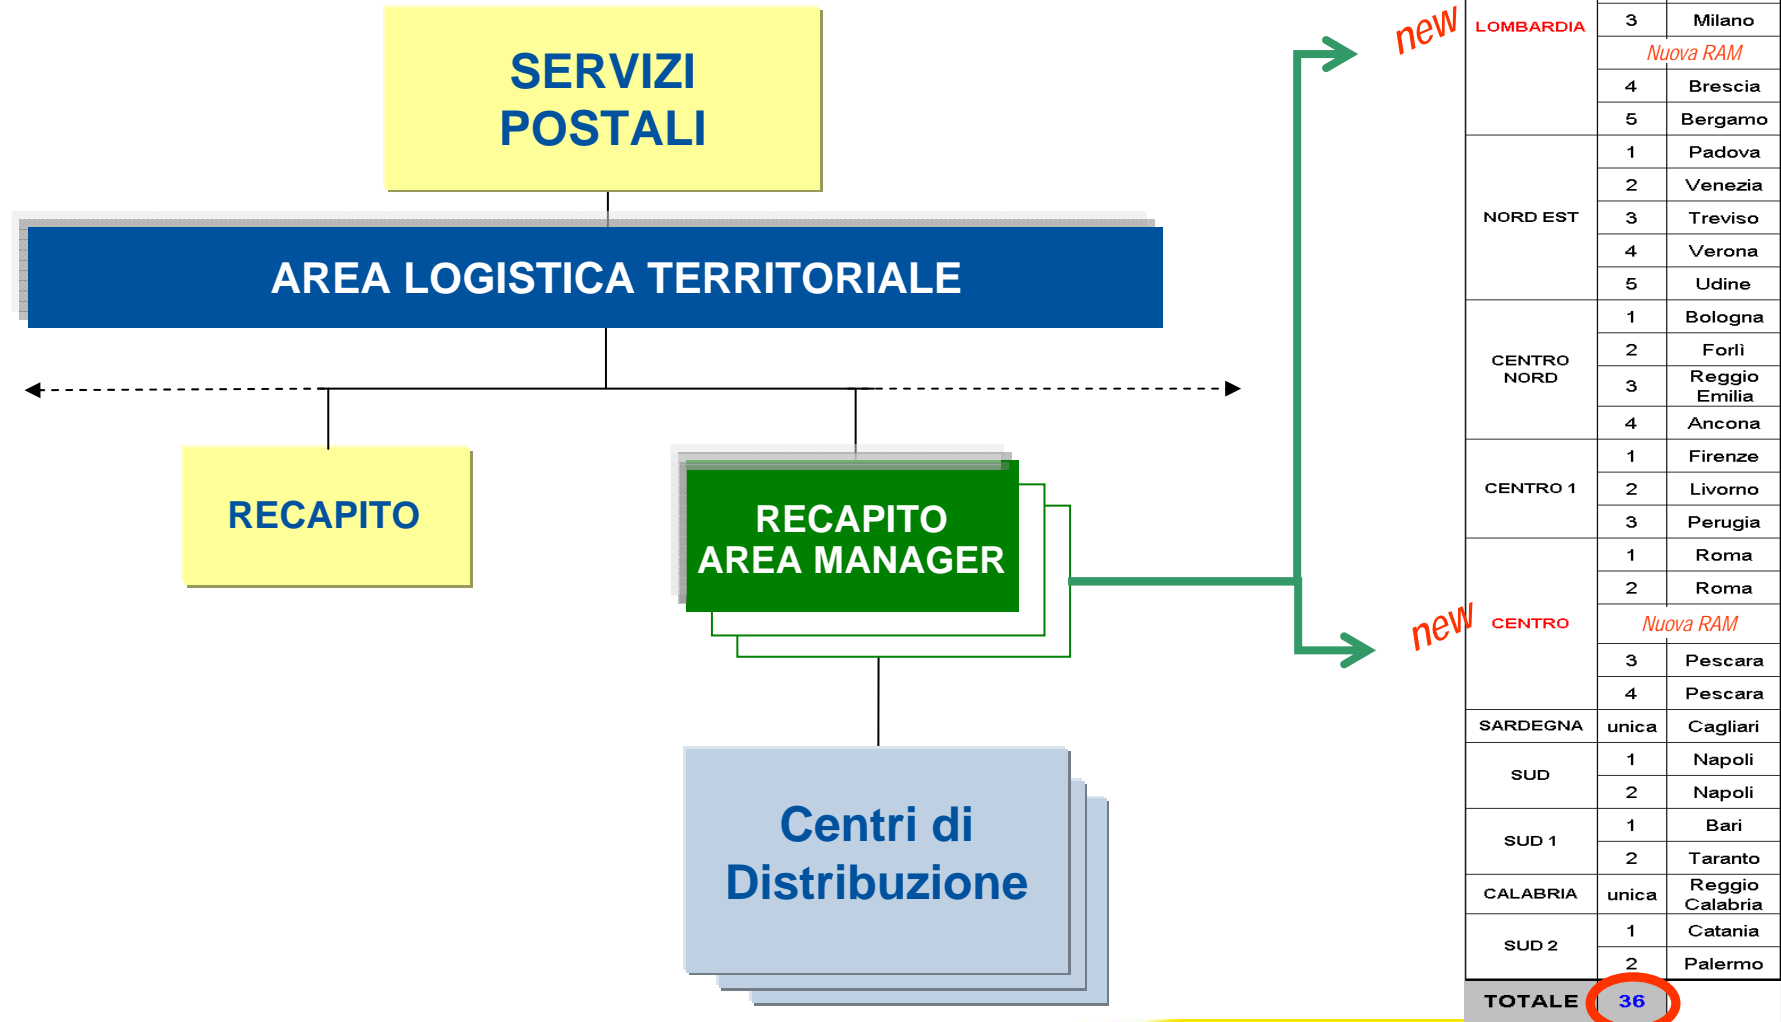 SERVIZI
POSTALI
AREA LOGISTICA TERRITORIALE
RECAPITO
RECAPITO
AREA MANAGER
Centri di
Distribuzione
new
new
LOMBARDIA
3 Milano
Nuova RAM
4 Brescia
5 Bergamo
NORD EST
1 Padova
2 Venezia
3 Treviso
4 Verona
5 Udine
CENTRO
NORD
1 Bologna
2 Forlì
3 Reggio
Emilia
4 Ancona
CENTRO 1
1 Firenze
2 Livorno
3 Perugia
CENTRO
1 Roma
2 Roma
Nuova RAM
3 Pescara
4 Pescara
SARDEGNA unica Cagliari
SUD
1 Napoli
2 Napoli
SUD 1
1 Bari
2 Taranto
CALABRIA unica Reggio
Calabria
SUD 2
1 Catania
2 Palermo
TOTALE 36